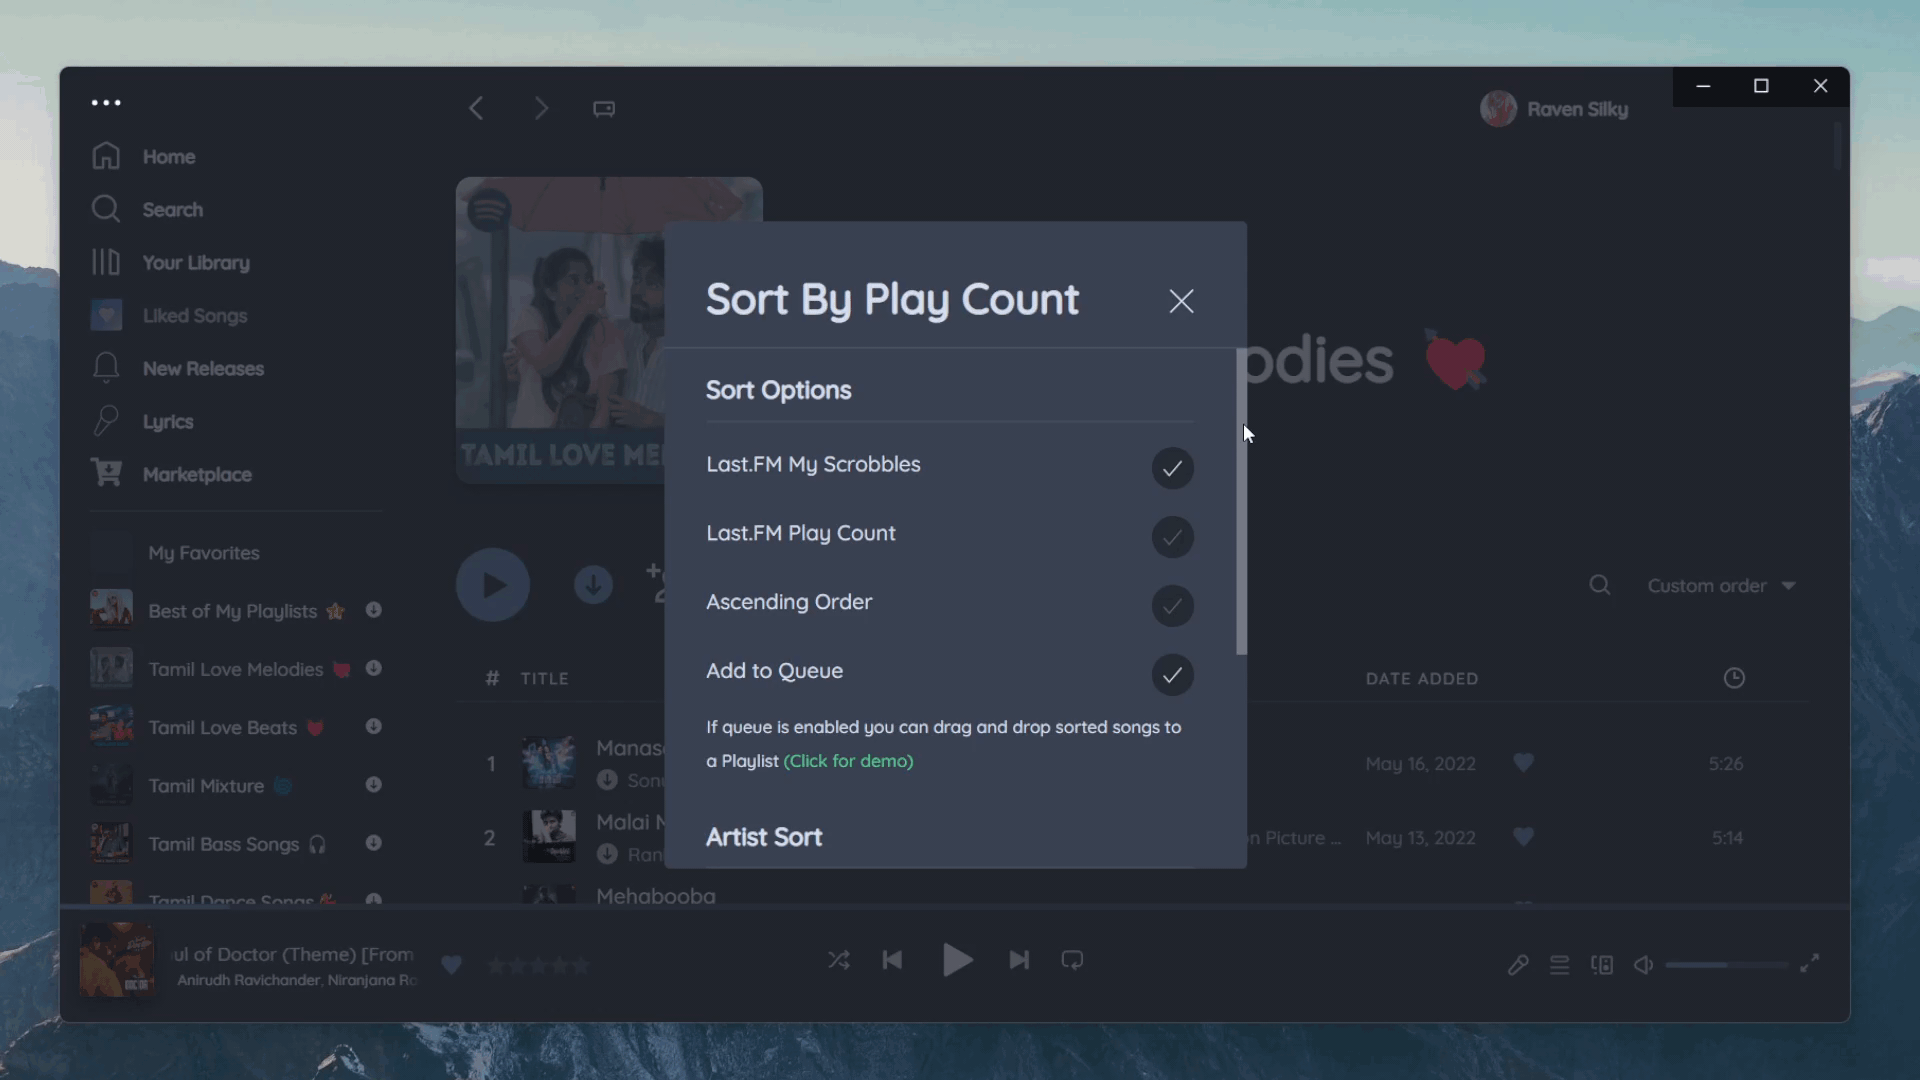 Raven Silky
Home
Search
Your Library
Liked Songs
New Releases
Lyrics
Marketplace
My Favorites
Best of My Playlists
Tamil Love Melodies
Tamil Love Beats
Tamil Mixture
Tamil Bass Songs
Tamil Dance Songs
TAMIL LOVE ME
odies
Sort By Play Count
Sort Options
Last.FM My Scrobbles
Last.FM Play Count
Ascending Order
Add to Queue
If queue is enabled you can drag and drop sorted songs to
a Playlist (Click for demo)
Artist Sort
Custom order
# TITLE DATE ADDED
1 Manas May 16, 2022 5:26
Son
2 Malai May 13, 2022 5:14
Ran on Picture ...
Mehabooba
ul of Doctor (Theme) [From
Anirudh Ravichander, Niranjana Ra